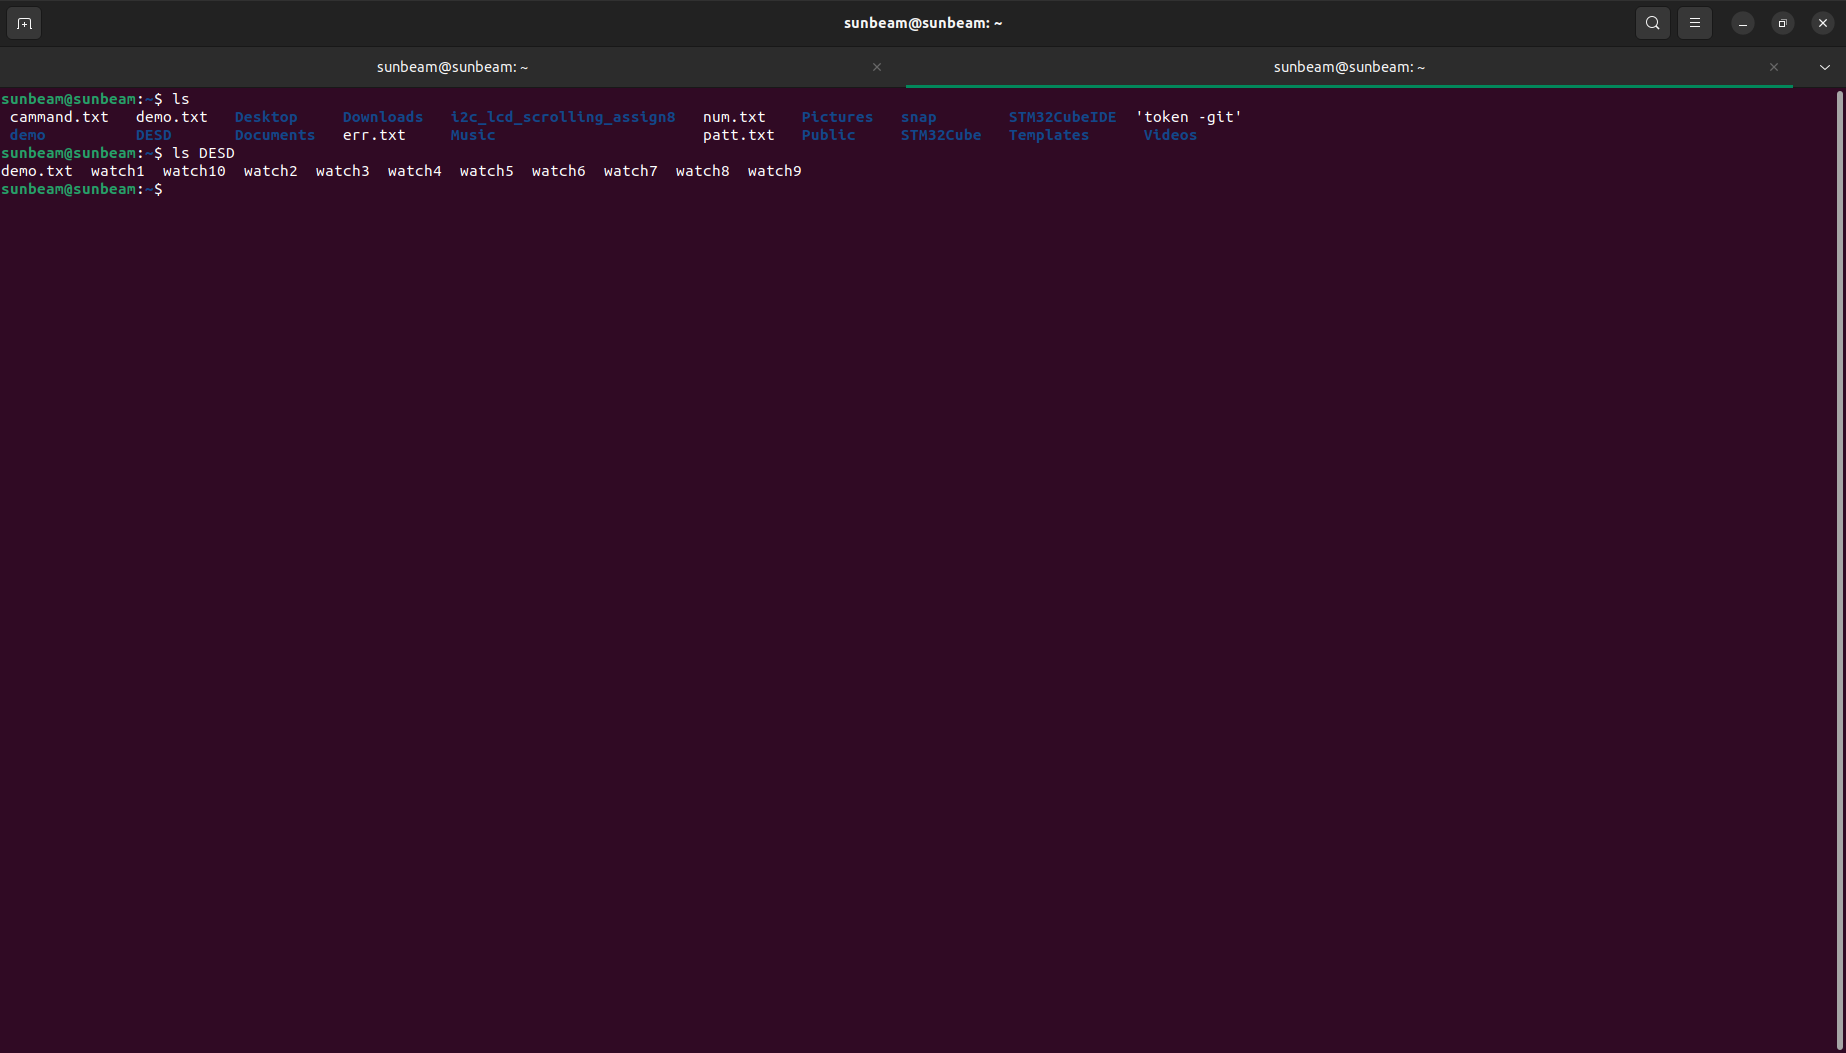 sunbeam@sunbeam: ~
sunbeam@sunbeam: ~ sunbeam@sunbeam: ~
sunbeam@sunbeam:~$ ls
cammand.txt demo.txt Desktop Downloads i2c_lcd_scrolling_assign8 num.txt Pictures snap STM32CubeIDE 'token -git'
demo DESD Documents err.txt Music patt.txt Public STM32Cube Templates Videos
sunbeam@sunbeam:~$ ls DESD
demo.txt watch1 watch10 watch2 watch3 watch4 watch5 watch6 watch7 watch8 watch9
sunbeam@sunbeam:~$